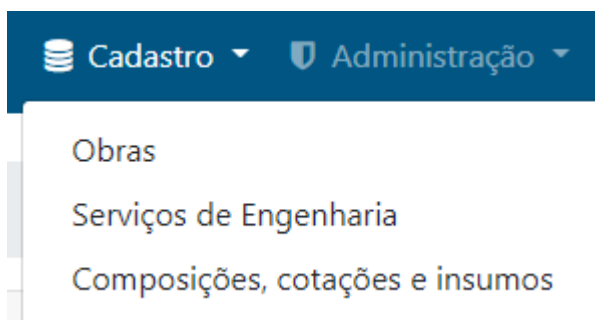 Cadastro Administração
Obras
Serviços de Engenharia
Composições, cotações e insumos